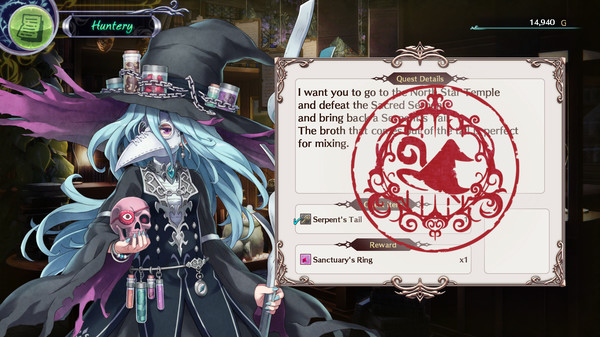 Huntery
14,940 G
Quest Details
I want you to go to the North Star Temple
and defeat the Sacred
and bring back a Serpent's Tail.
The broth that comes out of the tail is perfect
for mixing.
Serpent's Tail
Reward
Sanctuary's Ring x1